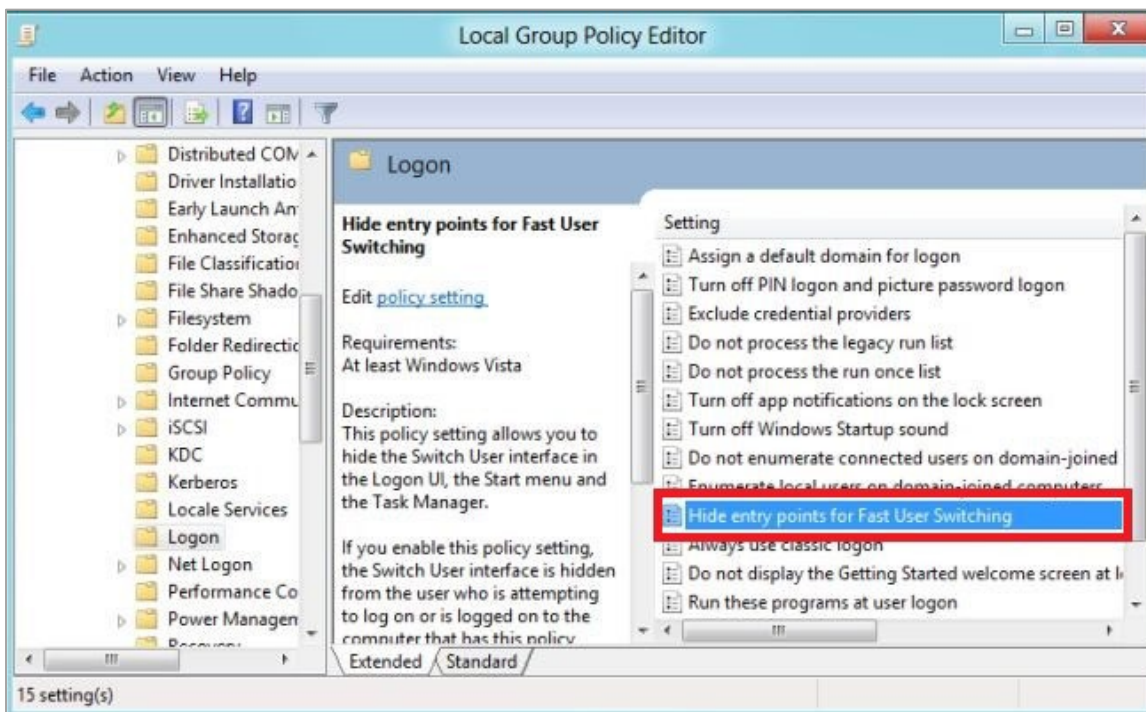 Local Group Policy Editor
File Action View Help
Distributed COM
Driver Installatio
Early Launch An
Enhanced Storag
File Classification
File Share Shado
Filesystem
Folder Redirectic
Group Policy
Internet Commu
iSCSI
KDC
Kerberos
Locale Services
Logon
Net Logon
Performance Co
Power Managen
Recovery
Logon
Hide entry points for Fast User
Switching
Edit policy setting
Requirements:
At least Windows Vista
Description:
This policy setting allows you to
hide the Switch User interface in
the Logon UI, the Start menu and
the Task Manager.
If you enable this policy setting,
the Switch User interface is hidden
from the user who is attempting
to log on or is logged on to the
computer that has this policy
Setting
Assign a default domain for logon
Turn off PIN logon and picture password logon
Exclude credential providers
Do not process the legacy run list
Do not process the run once list
Turn off app notifications on the lock screen
Turn off Windows Startup sound
Do not enumerate connected users on domain-joined
Enumerate local users on domain-joined computers
Hide entry points for Fast User Switching
Always use classic logon
Do not display the Getting Started welcome screen at l
Run these programs at user logon
Extended Standard
15 setting(s)